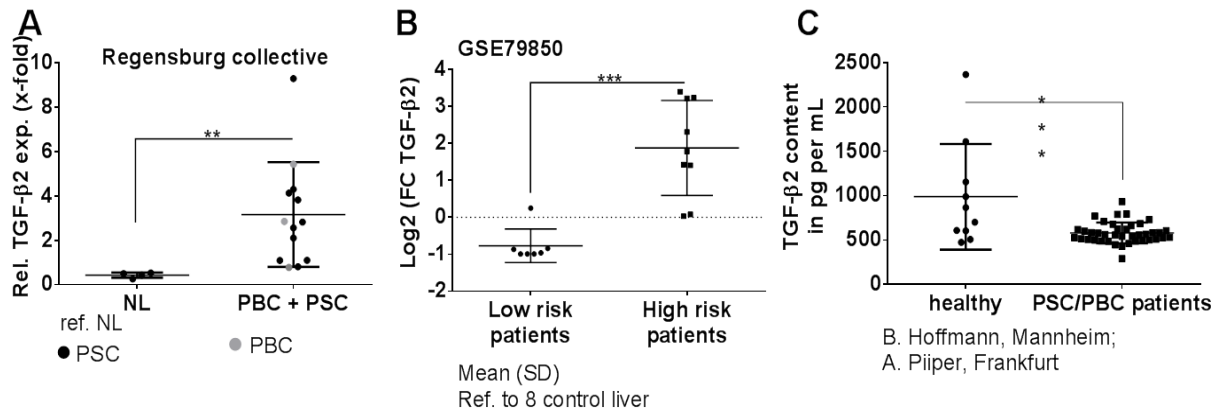 A
Regensburg collective
Rel. TGF-β2 exp. (x-fold)
10
8
6
4
2
0
**
NL
PBC + PSC
ref. NL
PSC
PBC
B
GSE79850
Log2 (FC TGF-β2)
4
3
2
1
0
-1
-2
***
Low risk
patients
High risk
patients
Mean (SD)
Ref. to 8 control liver
C
TGF-β2 content
in pg per mL
2500
2000
1500
1000
500
0
*
*
*
healthy
PSC/PBC patients
B. Hoffmann, Mannheim;
A. Piiper, Frankfurt